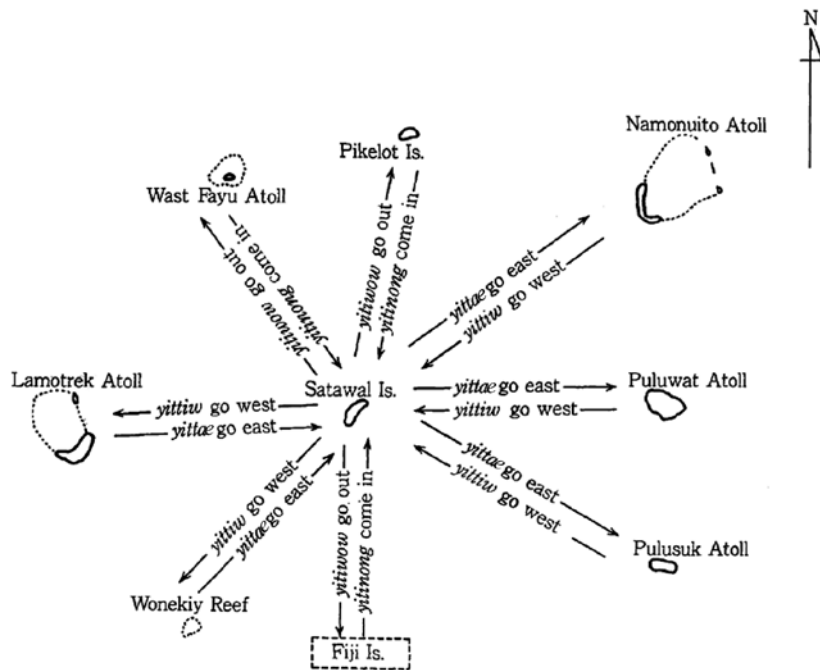 N
Namonuito Atoll
Pikelot Is.
Wast Fayu Atoll
yitiwow go out
yitinong come in
yitiwow go out
yitinong come in
yittae go east
yittiw go west
Lamotrek Atoll
Satawal Is.
Puluwat Atoll
yittiw go west
yittae go east
yittae go east
yittiw go west
yittiw go west
yittae go east
yitiwow go out
yitinong come in
yittae go east
yittiw go west
Pulusuk Atoll
Wonekiy Reef
Fiji Is.